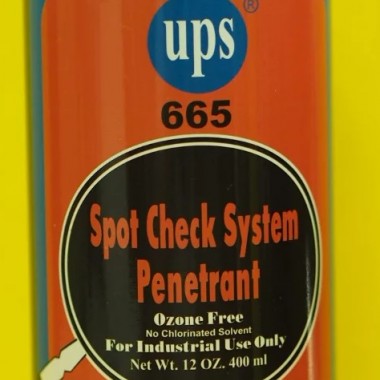 ups ®
665
Spot Check System
Penetrant
Ozone Free
No Chlorinated Solvent
For Industrial Use Only
Net Wt. 12 OZ. 400 ml